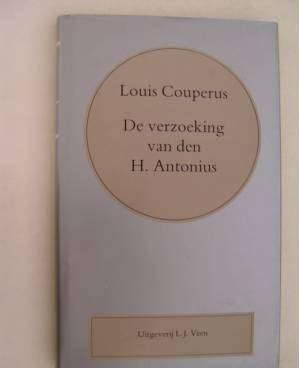 Louis Couperus
De verzoeking
van den
H. Antonius
Uitgeverij L. J. Veen